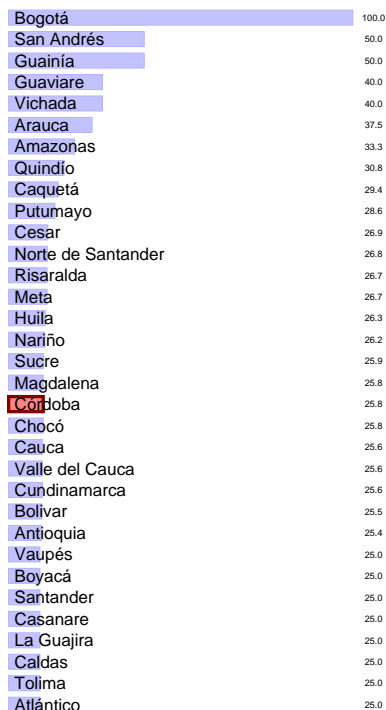 Bogotá 100.0
San Andrés 50.0
Guainía 50.0
Guaviare 40.0
Vichada 40.0
Arauca 37.5
Amazonas 33.3
Quindío 30.8
Caquetá 29.4
Putumayo 28.6
Cesar 26.9
Norte de Santander 26.8
Risaralda 26.7
Meta 26.7
Huila 26.3
Nariño 26.2
Sucre 25.9
Magdalena 25.8
Córdoba 25.8
Chocó 25.8
Cauca 25.6
Valle del Cauca 25.6
Cundinamarca 25.6
Bolivar 25.5
Antioquia 25.4
Vaupés 25.0
Boyacá 25.0
Santander 25.0
Casanare 25.0
La Guajira 25.0
Caldas 25.0
Tolima 25.0
Atlántico 25.0